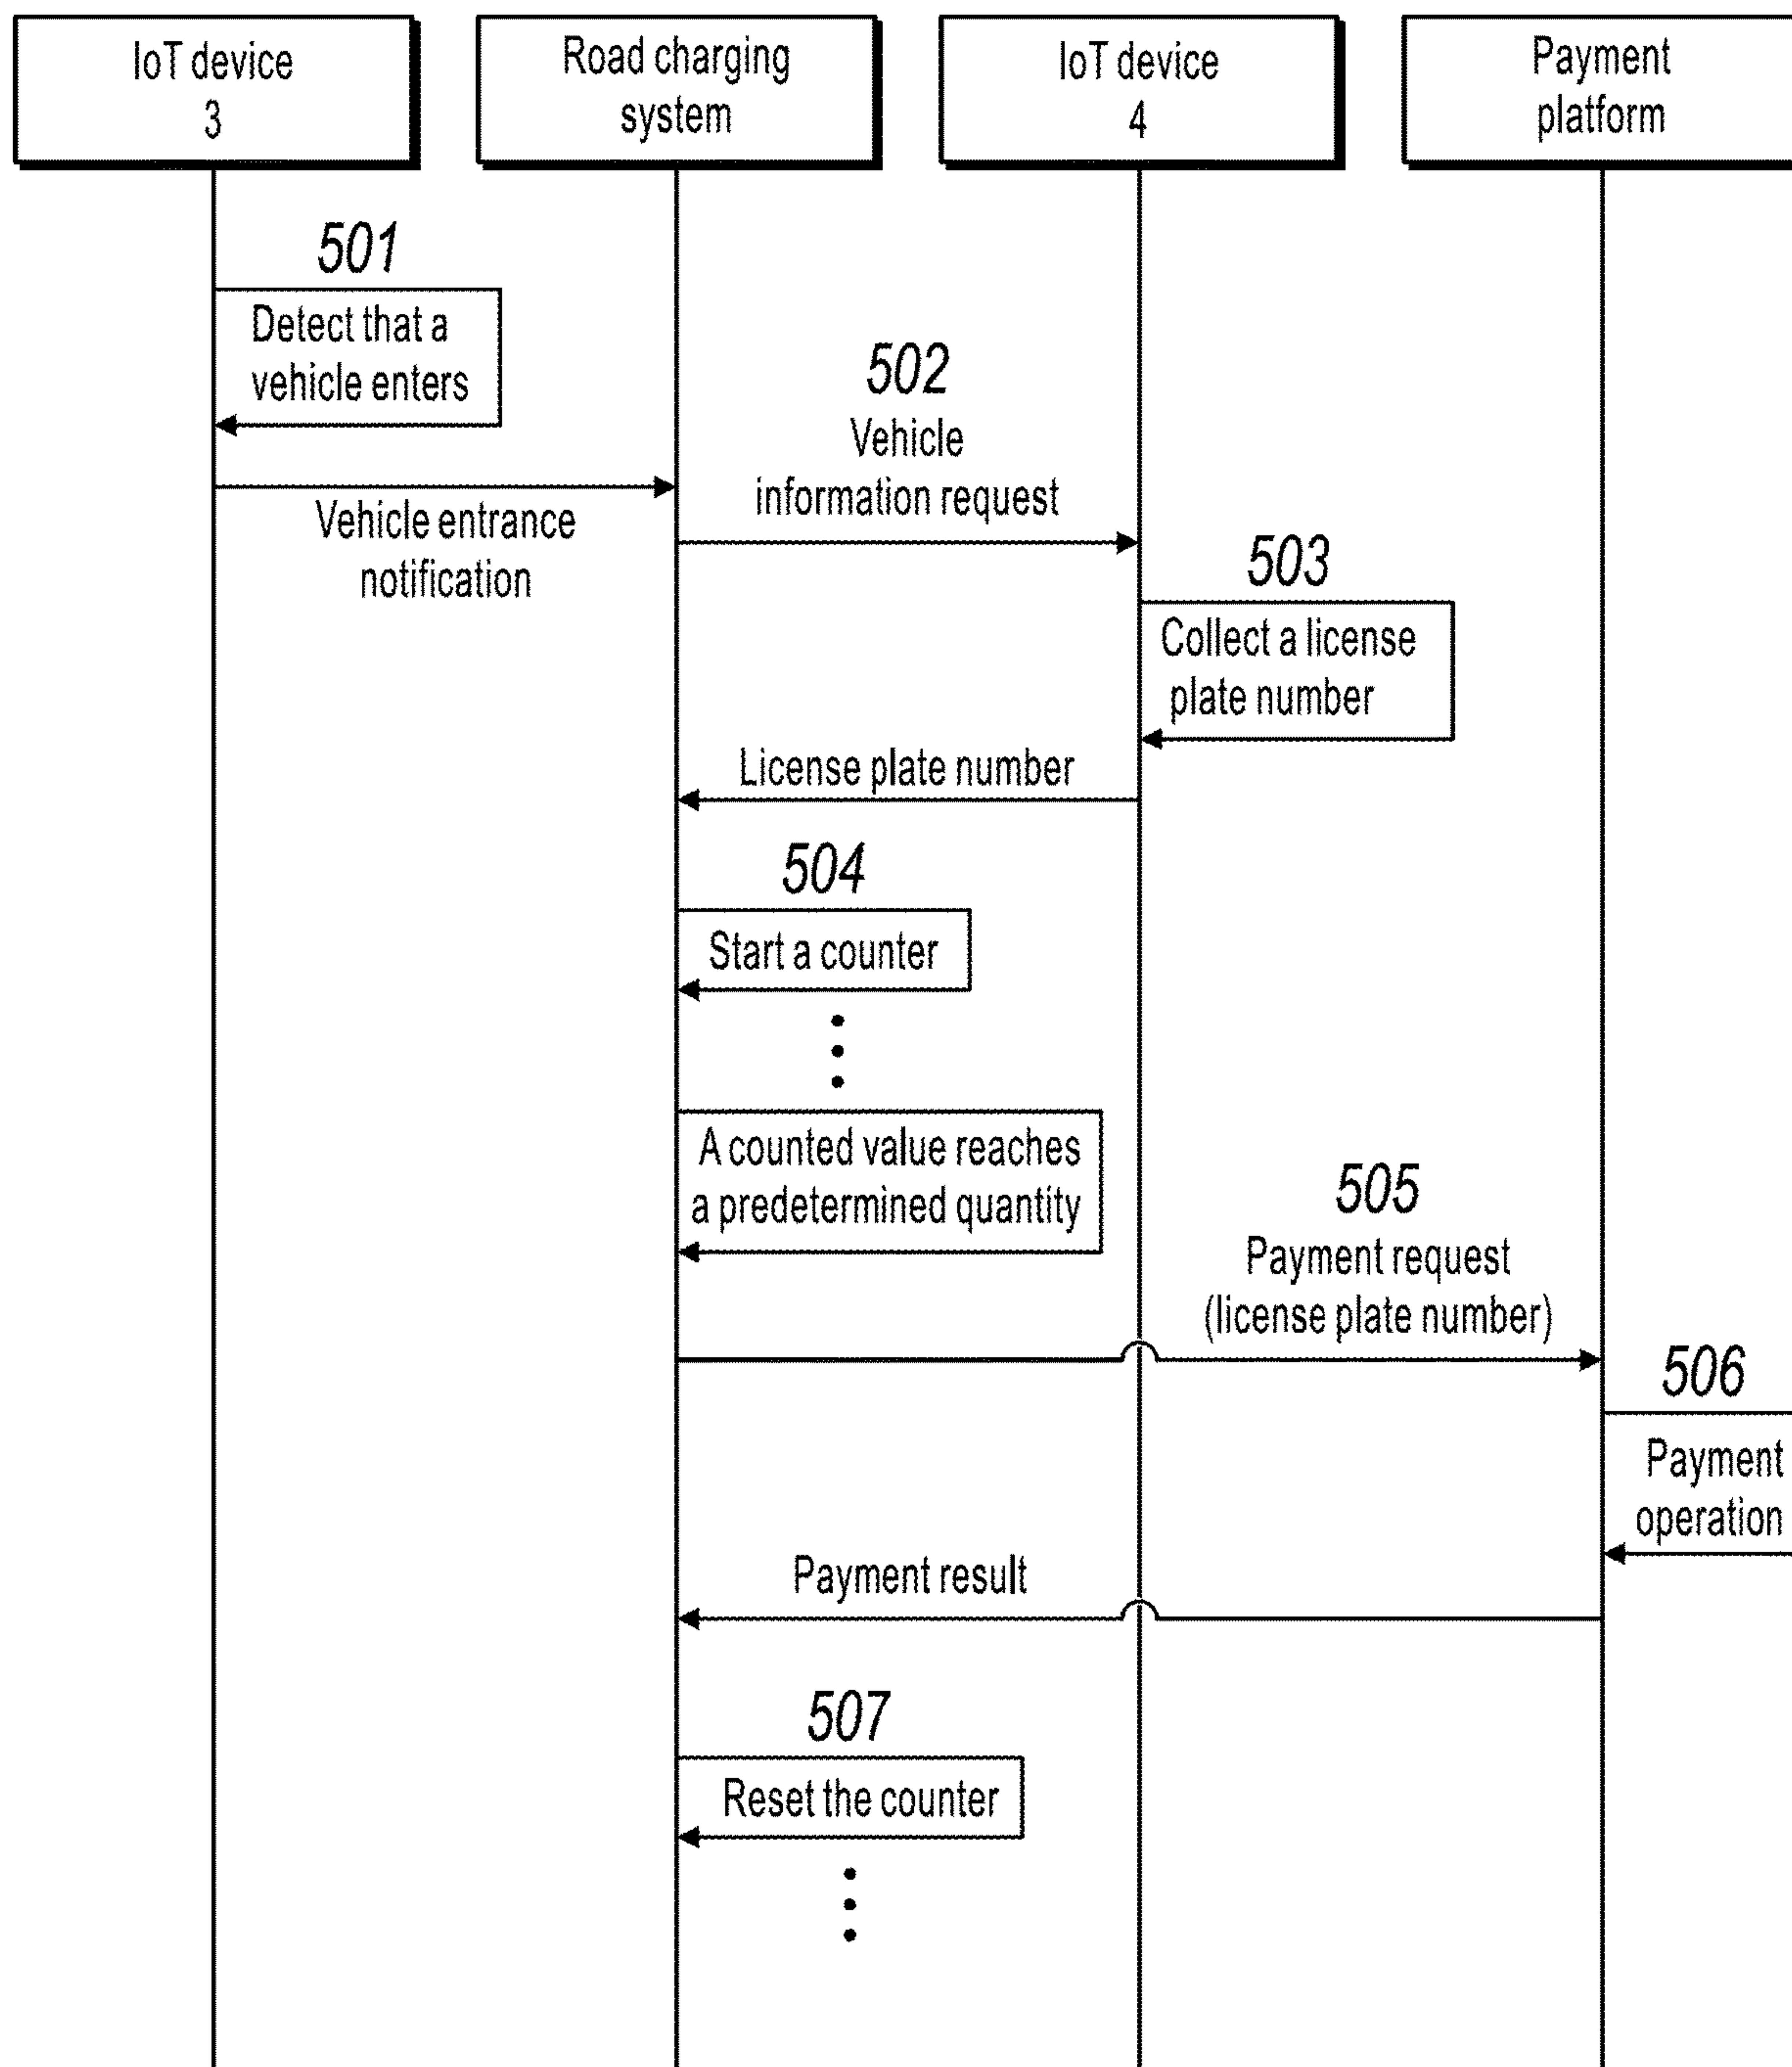 IoT device
3
Road charging
system
IoT device
4
Payment
platform
501
Detect that a
vehicle enters
Vehicle entrance
notification
502
Vehicle
information request
503
Collect a license
plate number
License plate number
504
Start a counter
A counted value reaches
a predetermined quantity
505
Payment request
(license plate number)
506
Payment
operation
Payment result
507
Reset the counter